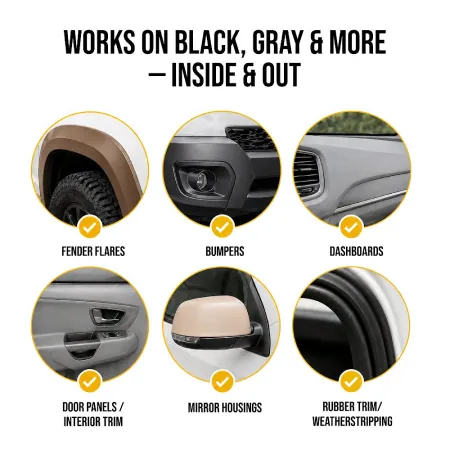 WORKS ON BLACK, GRAY & MORE
– INSIDE & OUT
FENDER FLARES
BUMPERS
DASHBOARDS
DOOR PANELS /
INTERIOR TRIM
MIRROR HOUSINGS
RUBBER TRIM/
WEATHERSTRIPPING